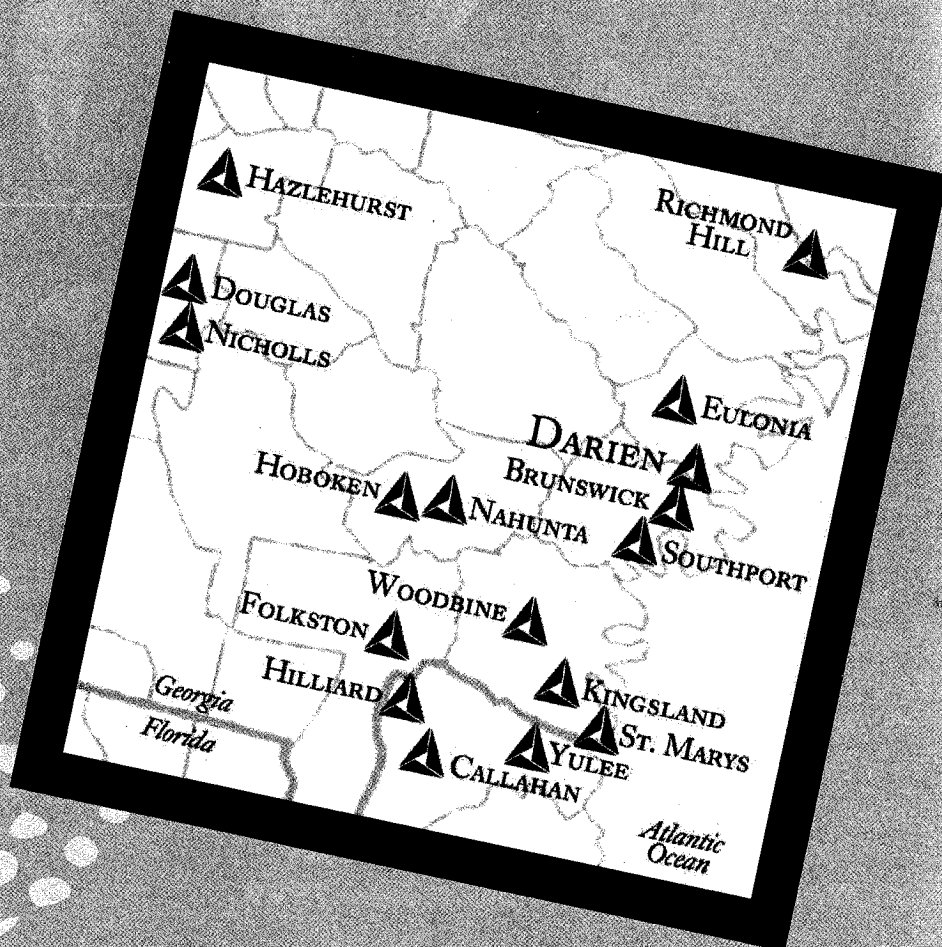 HAZLEHURST
RICHMOND
HILL
DOUGLAS
NICHOLLS
EULONIA
DARIEN
BRUNSWICK
HOBOKEN
NAHUNTA
SOUTHPORT
WOODBINE
FOLKSTON
HILLIARD
KINGSLAND
Georgia
Florida
ST. MARYS
YULEE
CALLAHAN
Atlantic
Ocean